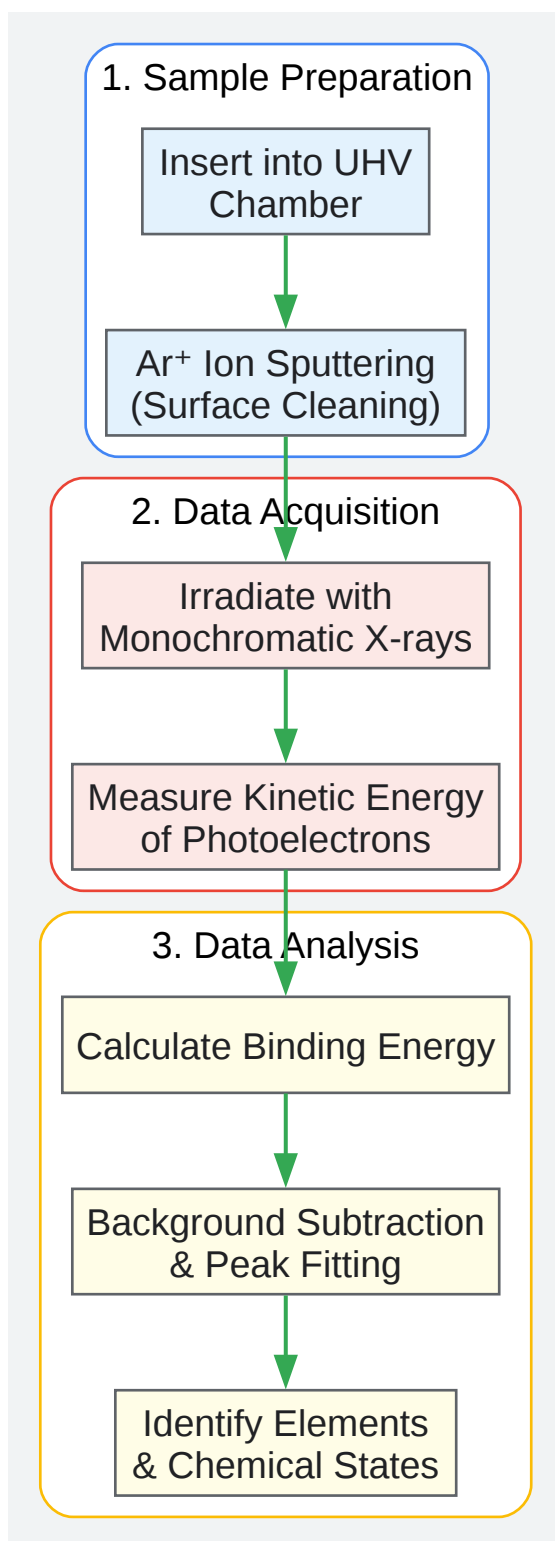 1. Sample Preparation
Insert into UHV
Chamber
Ar⁺ Ion Sputtering
(Surface Cleaning)
2. Data Acquisition
Irradiate with
Monochromatic X-rays
Measure Kinetic Energy
of Photoelectrons
3. Data Analysis
Calculate Binding Energy
Background Subtraction
& Peak Fitting
Identify Elements
& Chemical States